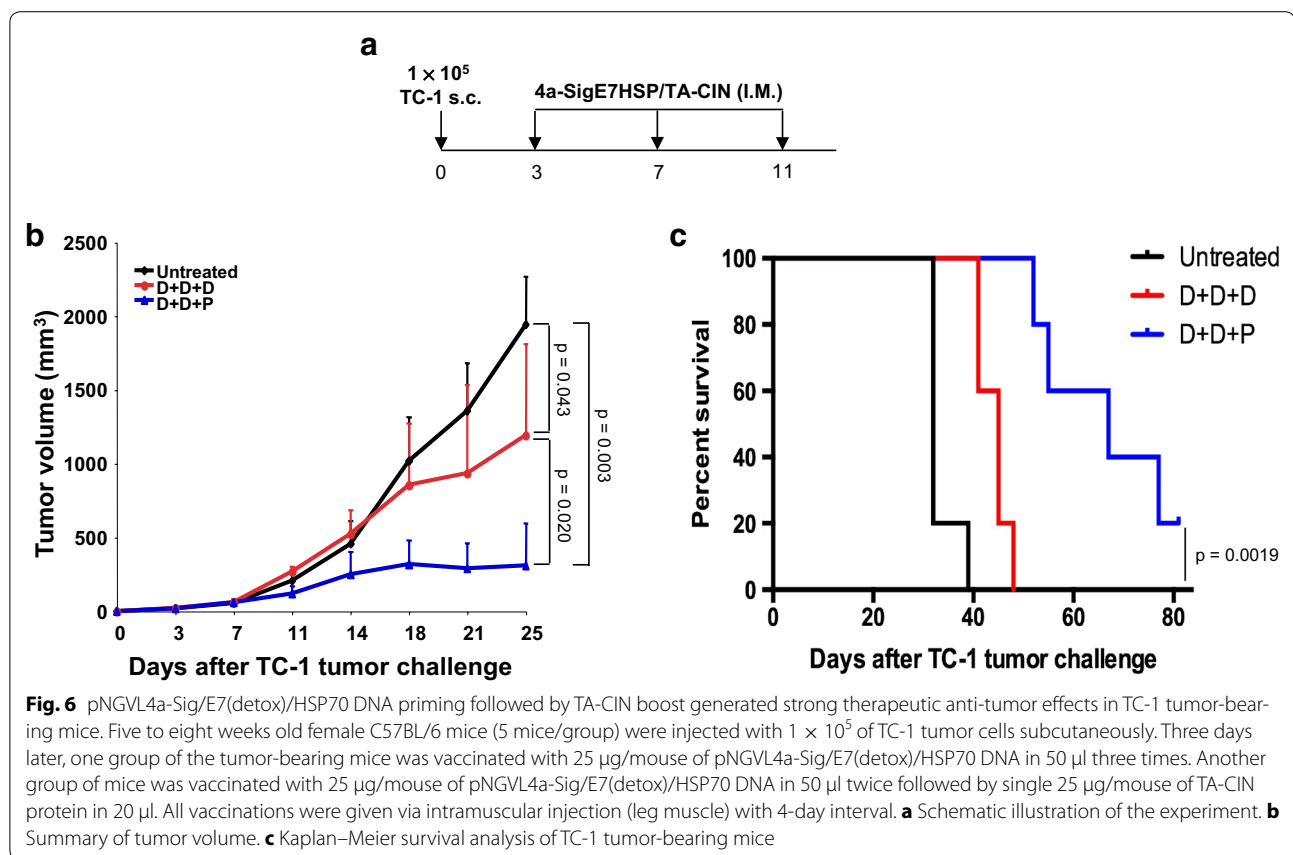 a
1 × 10⁵
TC-1 s.c.
4a-SigE7HSP/TA-CIN (I.M.)
0 3 7 11
b
Tumor volume (mm³)
2500
2000
1500
1000
500
0
Untreated
D+D+D
D+D+P
p = 0.043
p = 0.020
p = 0.003
0 3 7 11 14 18 21 25
Days after TC-1 tumor challenge
c
Percent survival
100
80
60
40
20
0
Untreated
D+D+D
D+D+P
p = 0.0019
0 20 40 60 80
Days after TC-1 tumor challenge
Fig. 6 pNGVL4a-Sig/E7(detox)/HSP70 DNA priming followed by TA-CIN boost generated strong therapeutic anti-tumor effects in TC-1 tumor-bear-
ing mice. Five to eight weeks old female C57BL/6 mice (5 mice/group) were injected with 1 × 10⁵ of TC-1 tumor cells subcutaneously. Three days
later, one group of the tumor-bearing mice was vaccinated with 25 μg/mouse of pNGVL4a-Sig/E7(detox)/HSP70 DNA in 50 μl three times. Another
group of mice was vaccinated with 25 μg/mouse of pNGVL4a-Sig/E7(detox)/HSP70 DNA in 50 μl twice followed by single 25 μg/mouse of TA-CIN
protein in 20 μl. All vaccinations were given via intramuscular injection (leg muscle) with 4-day interval. a Schematic illustration of the experiment. b
Summary of tumor volume. c Kaplan–Meier survival analysis of TC-1 tumor-bearing mice